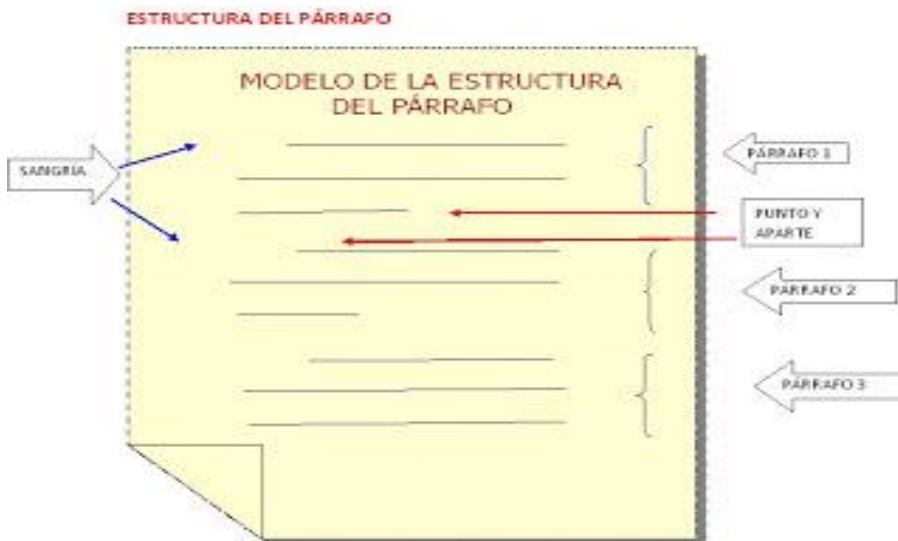 ESTRUCTURA DEL PÁRRAFO
MODELO DE LA ESTRUCTURA
DEL PÁRRAFO
SANGRÍA
PÁRRAFO 1
PUNTO Y
APARTE
PÁRRAFO 2
PÁRRAFO 3